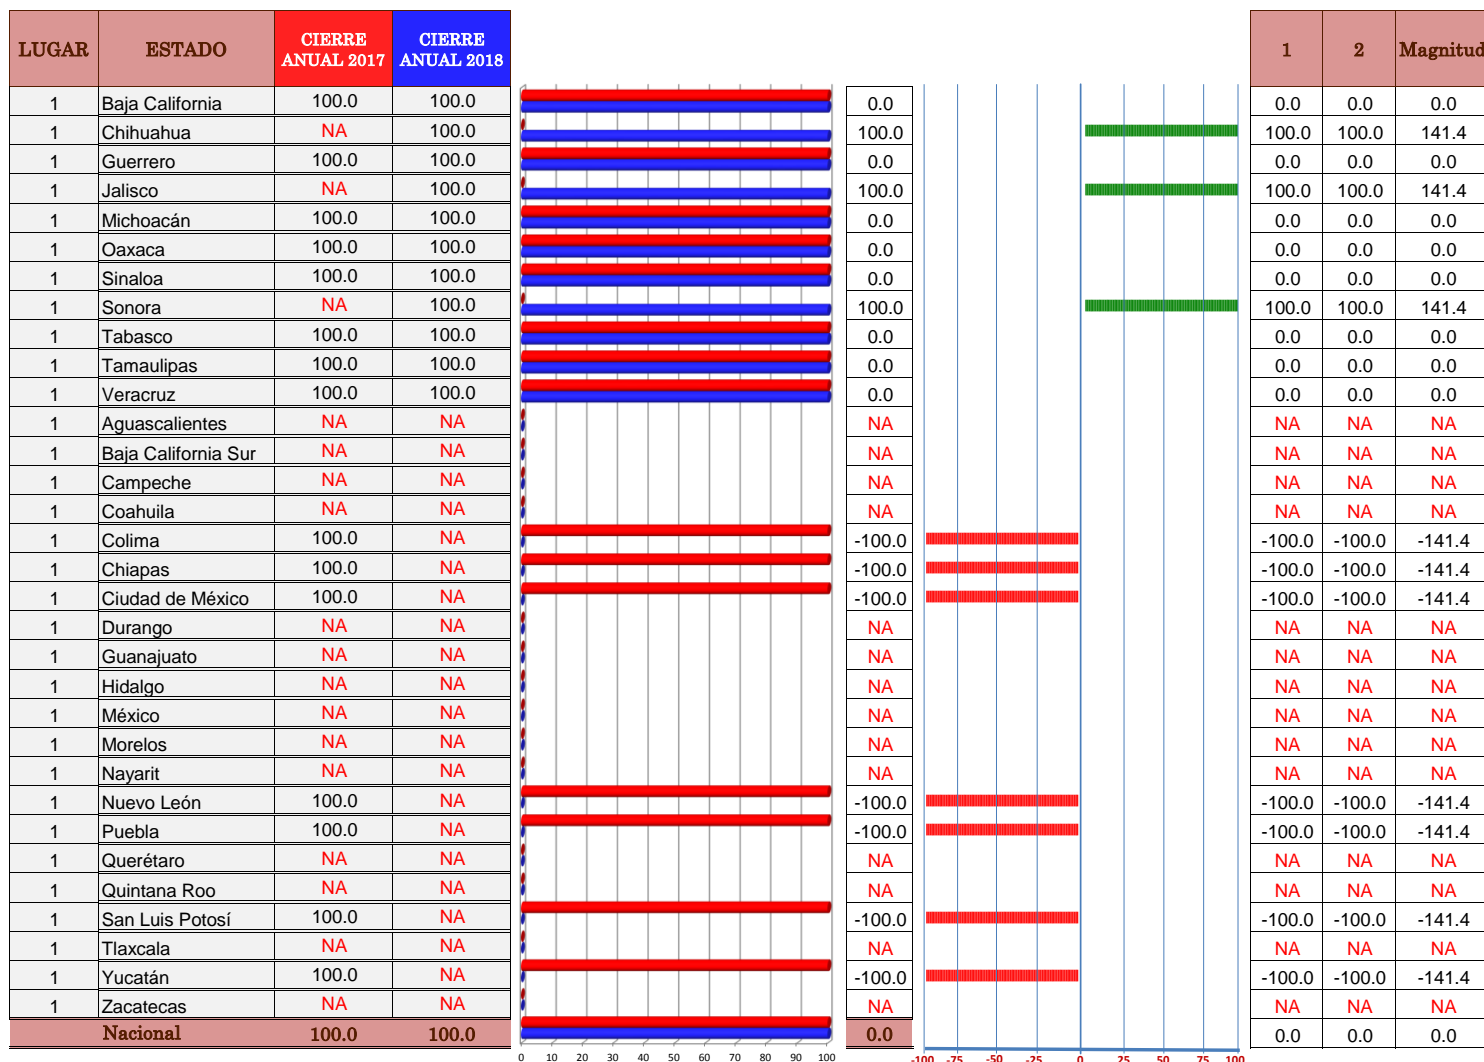 LUGAR ESTADO CIERRE ANUAL 2017 CIERRE ANUAL 2018 1 2 Magnitud
1 Baja California 100.0 100.0 0.0 0.0 0.0 0.0
1 Chihuahua NA 100.0 100.0 100.0 100.0 141.4
1 Guerrero 100.0 100.0 0.0 0.0 0.0 0.0
1 Jalisco NA 100.0 100.0 100.0 100.0 141.4
1 Michoacán 100.0 100.0 0.0 0.0 0.0 0.0
1 Oaxaca 100.0 100.0 0.0 0.0 0.0 0.0
1 Sinaloa 100.0 100.0 0.0 0.0 0.0 0.0
1 Sonora NA 100.0 100.0 100.0 100.0 141.4
1 Tabasco 100.0 100.0 0.0 0.0 0.0 0.0
1 Tamaulipas 100.0 100.0 0.0 0.0 0.0 0.0
1 Veracruz 100.0 100.0 0.0 0.0 0.0 0.0
1 Aguascalientes NA NA NA NA NA NA
1 Baja California Sur NA NA NA NA NA NA
1 Campeche NA NA NA NA NA NA
1 Coahuila NA NA NA NA NA NA
1 Colima 100.0 NA -100.0 -100.0 -100.0 -141.4
1 Chiapas 100.0 NA -100.0 -100.0 -100.0 -141.4
1 Ciudad de México 100.0 NA -100.0 -100.0 -100.0 -141.4
1 Durango NA NA NA NA NA NA
1 Guanajuato NA NA NA NA NA NA
1 Hidalgo NA NA NA NA NA NA
1 México NA NA NA NA NA NA
1 Morelos NA NA NA NA NA NA
1 Nayarit NA NA NA NA NA NA
1 Nuevo León 100.0 NA -100.0 -100.0 -100.0 -141.4
1 Puebla 100.0 NA -100.0 -100.0 -100.0 -141.4
1 Querétaro NA NA NA NA NA NA
1 Quintana Roo NA NA NA NA NA NA
1 San Luis Potosí 100.0 NA -100.0 -100.0 -100.0 -141.4
1 Tlaxcala NA NA NA NA NA NA
1 Yucatán 100.0 NA -100.0 -100.0 -100.0 -141.4
1 Zacatecas NA NA NA NA NA NA
Nacional 100.0 100.0 0.0 0.0 0.0 0.0
0 10 20 30 40 50 60 70 80 90 100 -100 -75 -50 -25 0 25 50 75 100